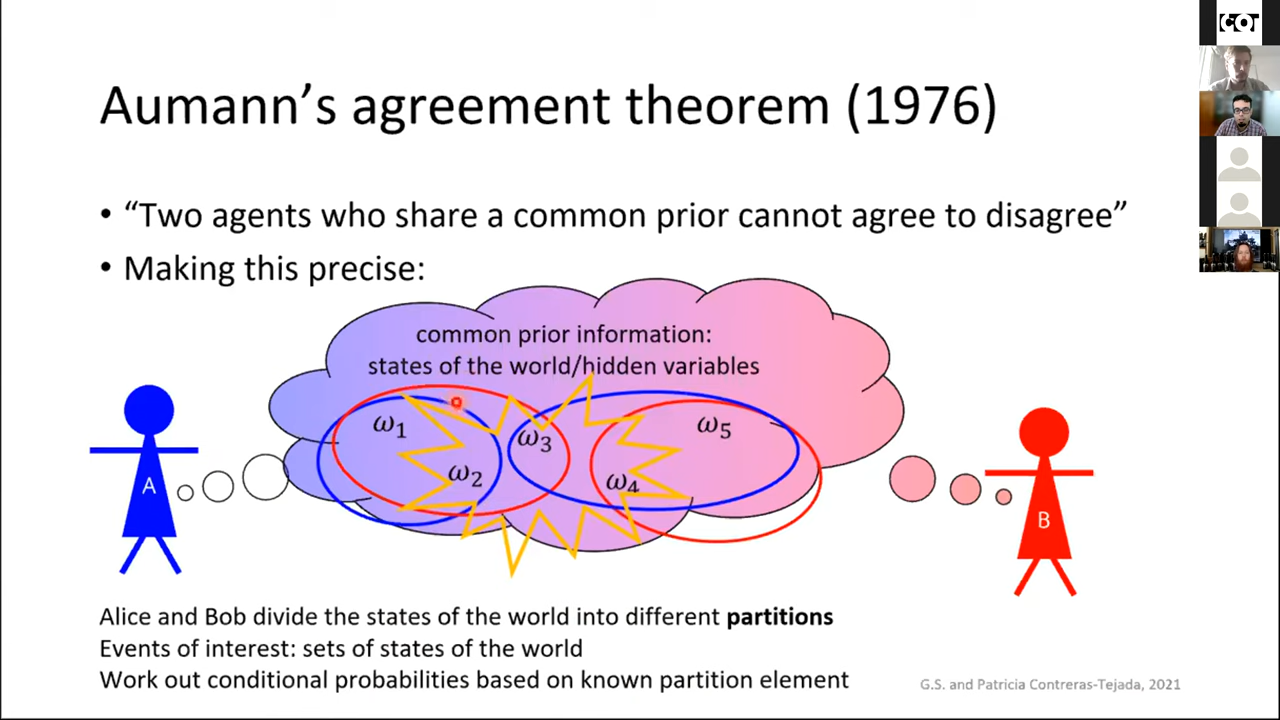 Aumann’s agreement theorem (1976)
• “Two agents who share a common prior cannot agree to disagree”
• Making this precise:
common prior information:
states of the world/hidden variables
ω₁
ω₂
ω₃
ω₄
ω₅
A
B
Alice and Bob divide the states of the world into different partitions
Events of interest: sets of states of the world
Work out conditional probabilities based on known partition element
G.S. and Patricia Contreras-Tejada, 2021